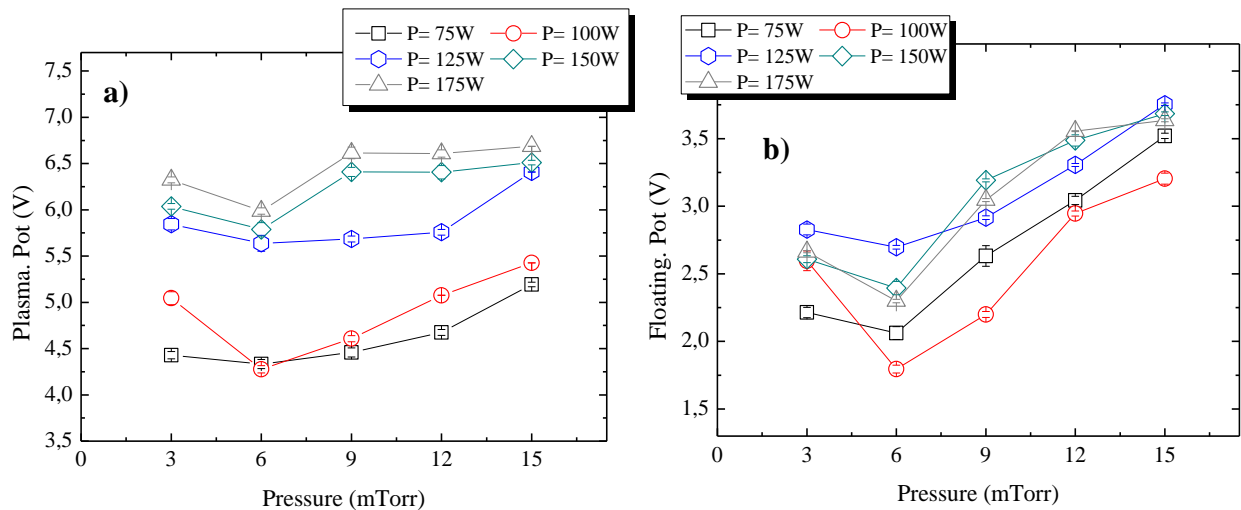 P= 75W P= 100W
P= 125W P= 150W
P= 175W
a)
7,5
7,0
6,5
6,0
5,5
5,0
4,5
4,0
3,5
Plasma. Pot (V)
0 3 6 9 12 15
Pressure (mTorr)
P= 75W P= 100W
P= 125W P= 150W
P= 175W
b)
3,5
3,0
2,5
2,0
1,5
Floating. Pot (V)
0 3 6 9 12 15
Pressure (mTorr)